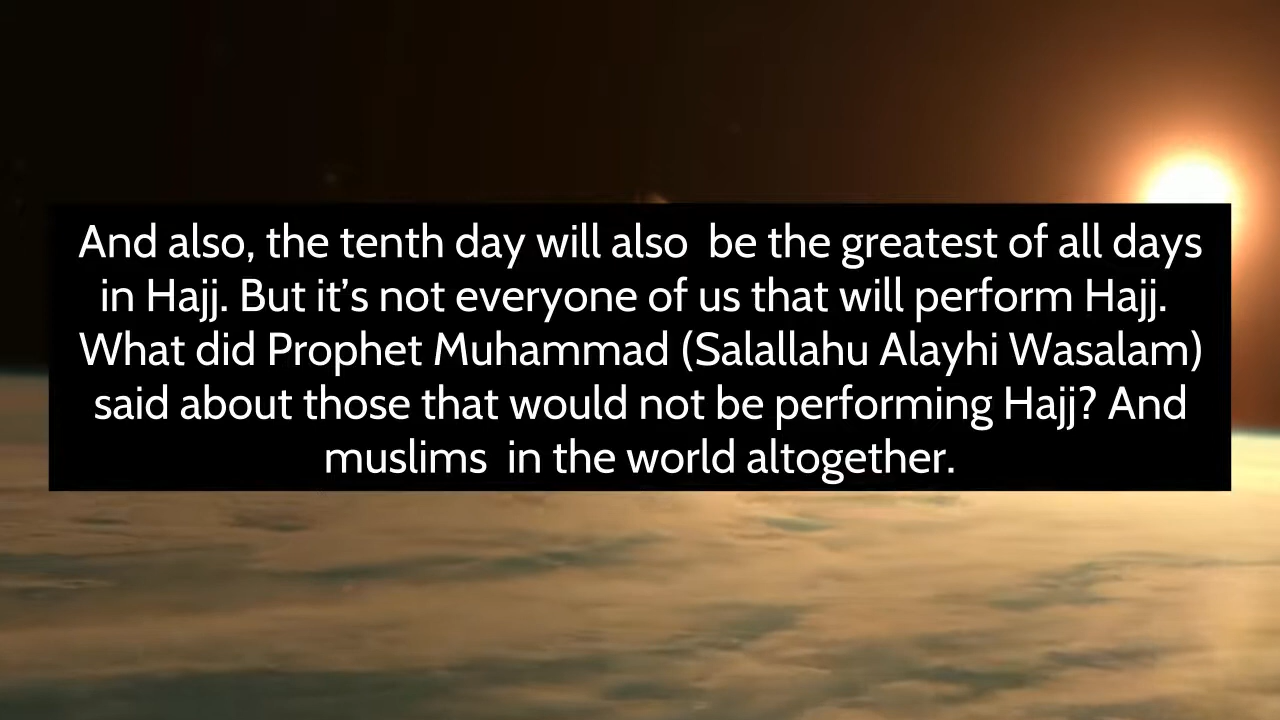 And also, the tenth day will also  be the greatest of all days
in Hajj. But it’s not everyone of us that will perform Hajj.
What did Prophet Muhammad (Salallahu Alayhi Wasalam)
said about those that would not be performing Hajj? And
muslims  in the world altogether.